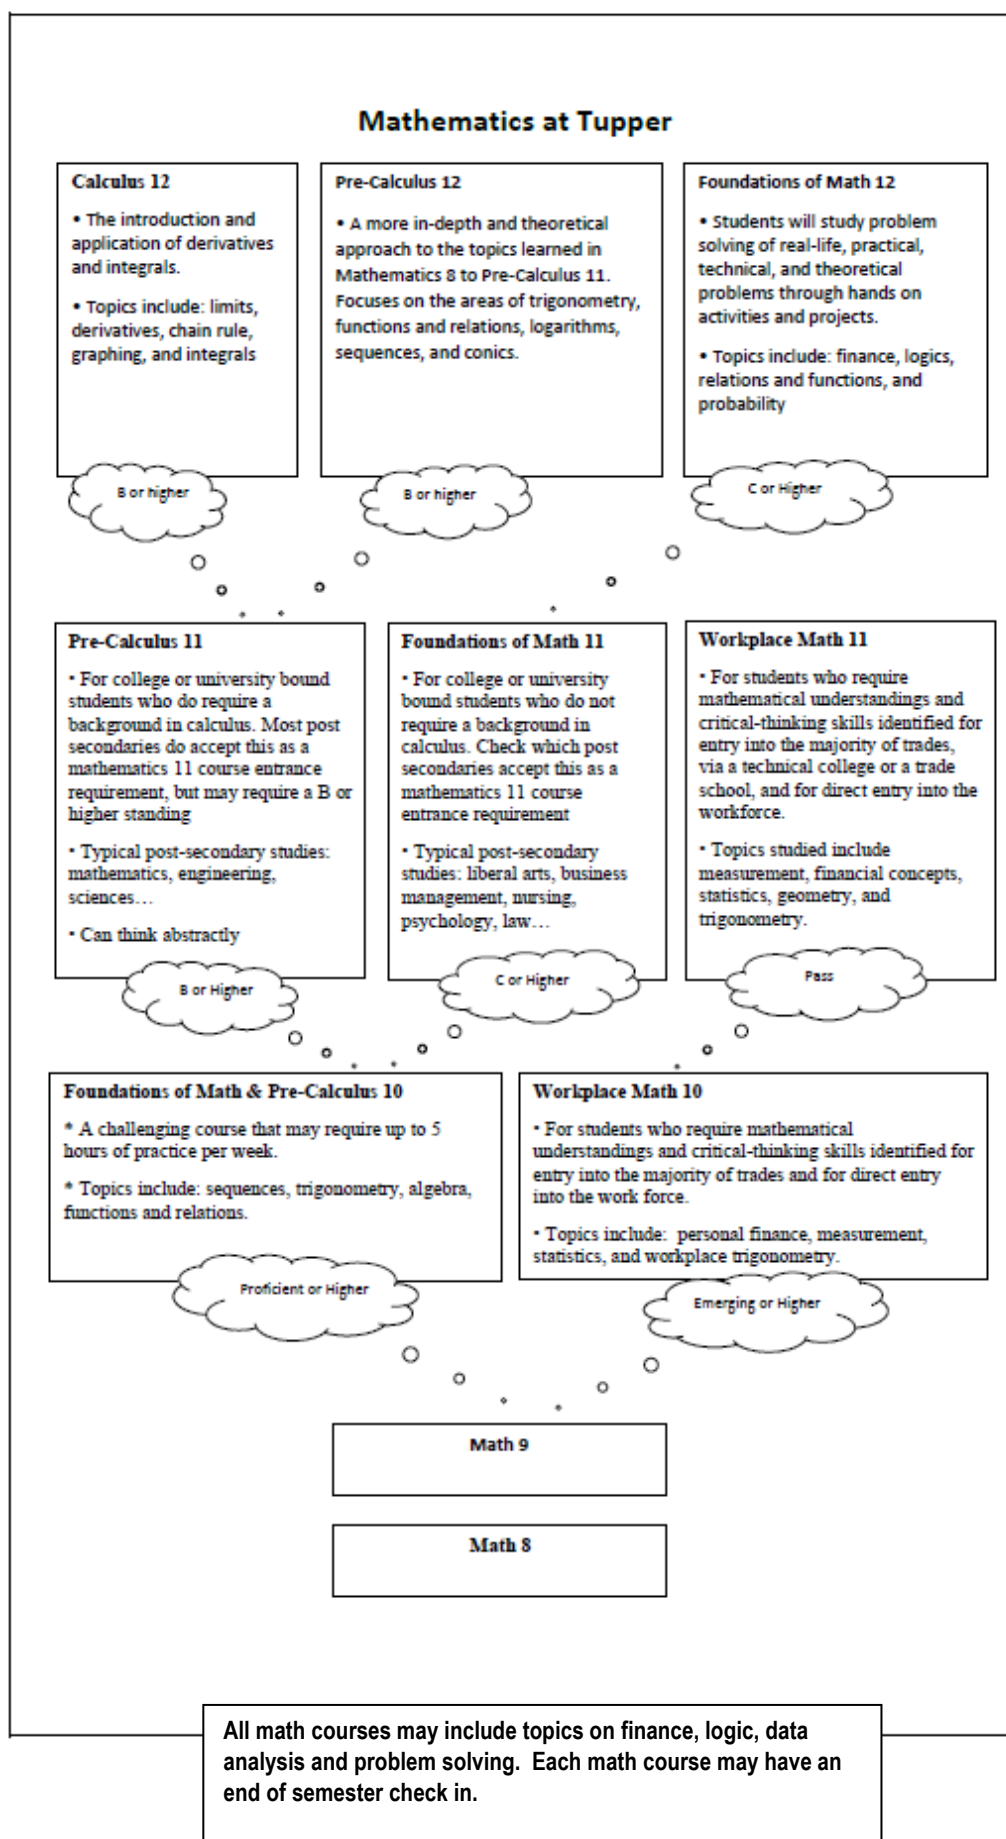 Mathematics at Tupper
Calculus 12
• The introduction and
application of derivatives
and integrals.
• Topics include: limits,
derivatives, chain rule,
graphing, and integrals
Pre-Calculus 12
• A more in-depth and theoretical
approach to the topics learned in
Mathematics 8 to Pre-Calculus 11.
Focuses on the areas of trigonometry,
functions and relations, logarithms,
sequences, and conics.
Foundations of Math 12
• Students will study problem
solving of real-life, practical,
technical, and theoretical
problems through hands on
activities and projects.
• Topics include: finance, logics,
relations and functions, and
probability
B or higher
B or higher
C or Higher
Pre-Calculus 11
• For college or university bound
students who do require a
background in calculus. Most post
secondaries do accept this as a
mathematics 11 course entrance
requirement, but may require a B or
higher standing
• Typical post-secondary studies:
mathematics, engineering,
sciences…
• Can think abstractly
Foundations of Math 11
• For college or university
bound students who do not
require a background in
calculus. Check which post
secondaries accept this as a
mathematics 11 course
entrance requirement
• Typical post-secondary
studies: liberal arts, business
management, nursing,
psychology, law…
Workplace Math 11
• For students who require
mathematical understandings and
critical-thinking skills identified for
entry into the majority of trades,
via a technical college or a trade
school, and for direct entry into the
workforce.
• Topics studied include
measurement, financial concepts,
statistics, geometry, and
trigonometry.
B or Higher
C or Higher
Pass
Foundations of Math & Pre-Calculus 10
* A challenging course that may require up to 5
hours of practice per week.
* Topics include: sequences, trigonometry, algebra,
functions and relations.
Workplace Math 10
• For students who require mathematical
understandings and critical-thinking skills identified for
entry into the majority of trades and for direct entry
into the work force.
• Topics include:  personal finance, measurement,
statistics, and workplace trigonometry.
Proficient or Higher
Emerging or Higher
Math 9
Math 8
All math courses may include topics on finance, logic, data
analysis and problem solving.  Each math course may have an
end of semester check in.